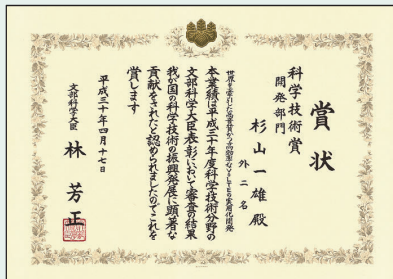 賞状
科学技術賞
開発部門
杉山一雄殿
外二名
本業績は平成三十年度科学技術分野の
文部科学大臣表彰において審査の結果
我が国の科学技術の振興発展に顕著な
貢献をされたと認められましたのでこれを
賞します
平成三十年四月十七日
文部科学大臣
林芳正